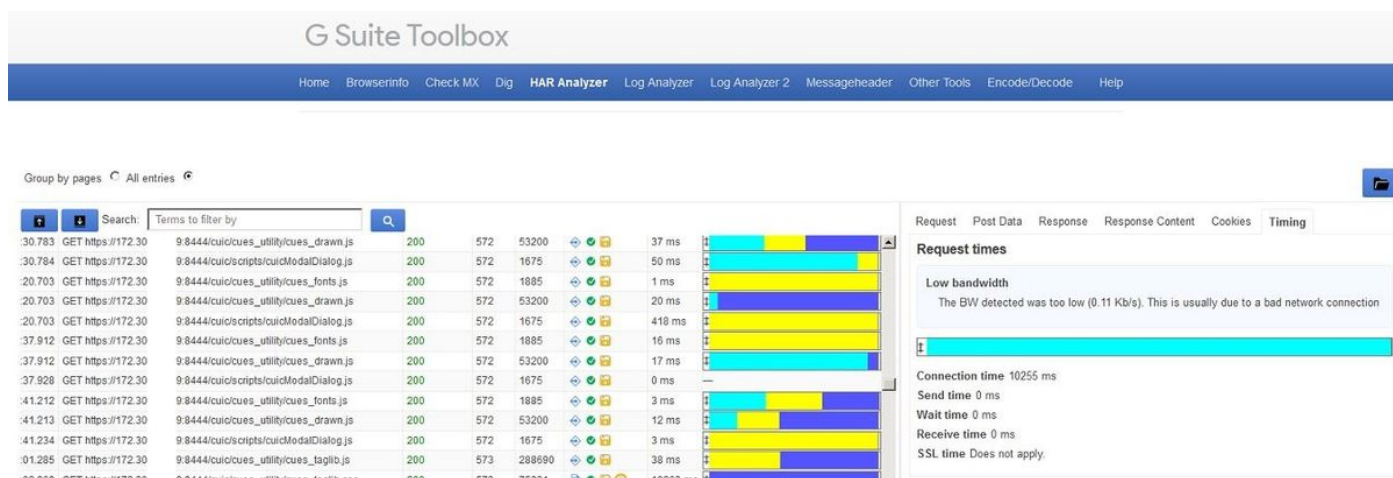 G Suite Toolbox
Home Browserinfo Check MX Dig HAR Analyzer Log Analyzer Log Analyzer 2 Messageheader Other Tools Encode/Decode Help
Group by pages All entries
Search: Terms to filter by
:30.783 GET https://172.30 9:8444/cuic/cues_utility/cues_drawn.js 200 572 53200 37 ms
:30.784 GET https://172.30 9:8444/cuic/scripts/cuicModalDialog.js 200 572 1675 50 ms
:20.703 GET https://172.30 9:8444/cuic/cues_utility/cues_fonts.js 200 572 1885 1 ms
:20.703 GET https://172.30 9:8444/cuic/cues_utility/cues_drawn.js 200 572 53200 20 ms
:20.703 GET https://172.30 9:8444/cuic/scripts/cuicModalDialog.js 200 572 1675 418 ms
:37.912 GET https://172.30 9:8444/cuic/cues_utility/cues_fonts.js 200 572 1885 16 ms
:37.912 GET https://172.30 9:8444/cuic/cues_utility/cues_drawn.js 200 572 53200 17 ms
:37.928 GET https://172.30 9:8444/cuic/scripts/cuicModalDialog.js 200 572 1675 0 ms —
:41.212 GET https://172.30 9:8444/cuic/cues_utility/cues_fonts.js 200 572 1885 3 ms
:41.213 GET https://172.30 9:8444/cuic/cues_utility/cues_drawn.js 200 572 53200 12 ms
:41.234 GET https://172.30 9:8444/cuic/scripts/cuicModalDialog.js 200 572 1675 3 ms
:01.285 GET https://172.30 9:8444/cuic/cues_utility/cues_taglib.js 200 573 288690 38 ms
Request Post Data Response Response Content Cookies Timing
Request times
Low bandwidth
The BW detected was too low (0.11 Kb/s). This is usually due to a bad network connection
Connection time 10255 ms
Send time 0 ms
Wait time 0 ms
Receive time 0 ms
SSL time Does not apply.